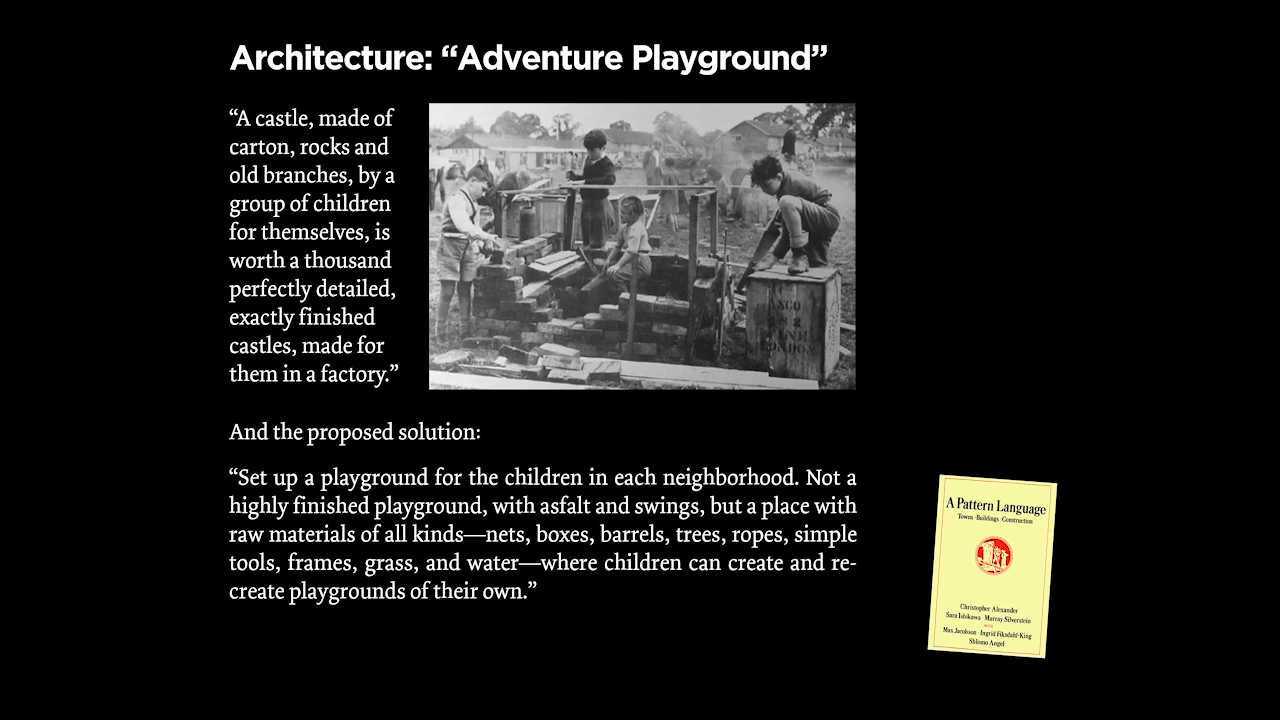 Architecture: “Adventure Playground”
“A castle, made of
carton, rocks and
old branches, by a
group of children
for themselves, is
worth a thousand
perfectly detailed,
exactly finished
castles, made for
them in a factory.”
And the proposed solution:
“Set up a playground for the children in each neighborhood. Not a
highly finished playground, with asfalt and swings, but a place with
raw materials of all kinds—nets, boxes, barrels, trees, ropes, simple
tools, frames, grass, and water—where children can create and re-
create playgrounds of their own.”
A Pattern Language
Towns · Buildings · Construction
Christopher Alexander
Sara Ishikawa · Murray Silverstein
WITH
Max Jacobson · Ingrid Fiksdahl-King
Shlomo Angel